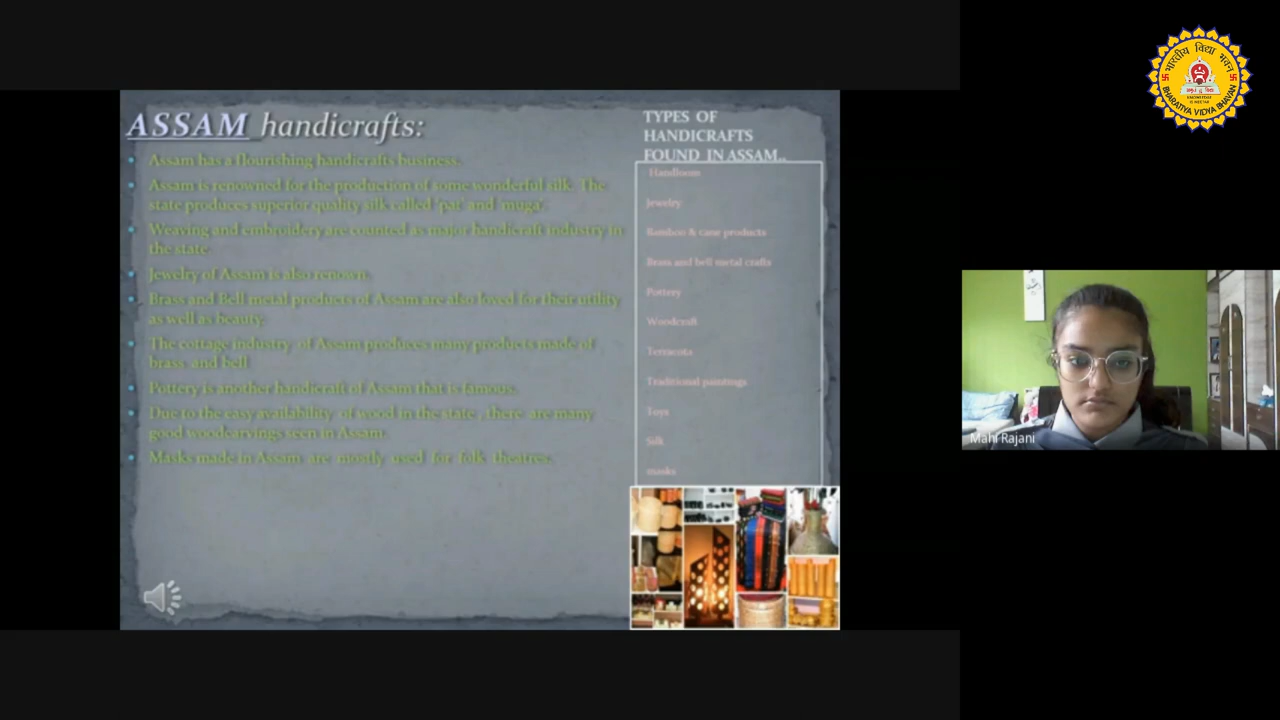 ASSAM handicrafts:
Assam has a flourishing handicrafts business.
Assam is renowned for the production of some wonderful silk. The
state produces superior quality silk called 'pat' and 'muga'.
Weaving and embroidery are counted as major handicraft industry in
the state.
Jewelry of Assam is also renown.
Brass and Bell metal products of Assam are also loved for their utility
as well as beauty.
The cottage industry of Assam produces many products made of
brass and bell
Pottery is another handicraft of Assam that is famous.
Due to the easy availability of wood in the state ,there are many
good woodcarvings seen in Assam.
Masks made in Assam are mostly used for folk theatres.
TYPES OF
HANDICRAFTS
FOUND IN ASSAM..
Handloom
Jewelry
Bamboo & cane products
Brass and bell metal crafts
Pottery
Woodcraft
Terracota
Traditional paintings
Toys
Silk
masks
भारतीय विद्या भवन
BHARATIYA VIDYA BHAVAN
Mahi Rajani